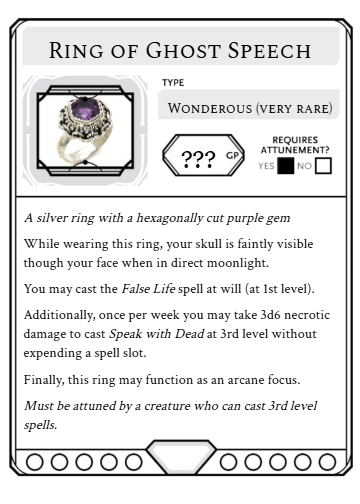 Ring of Ghost Speech
TYPE
Wonderous (very rare)
??? GP
REQUIRES
ATTUNEMENT?
YES NO
A silver ring with a hexagonally cut purple gem
While wearing this ring, your skull is faintly visible
though your face when in direct moonlight.
You may cast the False Life spell at will (at 1st level).
Additionally, once per week you may take 3d6 necrotic
damage to cast Speak with Dead at 3rd level without
expending a spell slot.
Finally, this ring may function as an arcane focus.
Must be attuned by a creature who can cast 3rd level
spells.